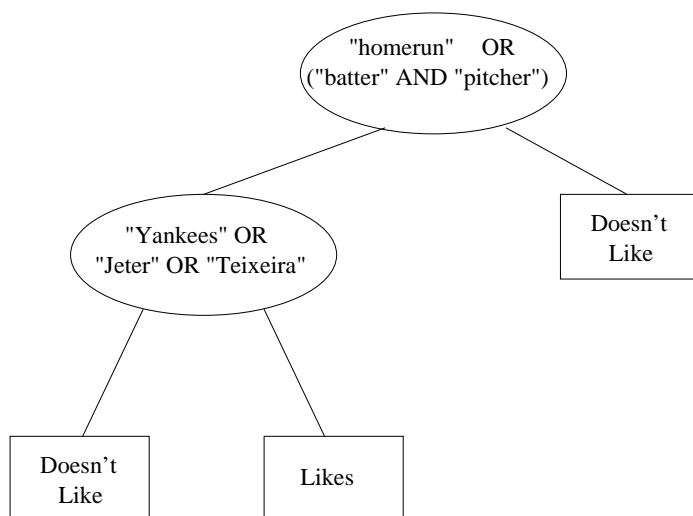 "homerun" OR
("batter" AND "pitcher")
"Yankees" OR
"Jeter" OR "Teixeira"
Doesn't
Like
Doesn't
Like
Likes